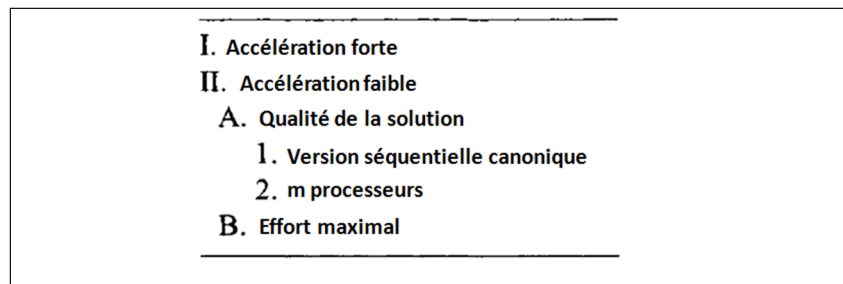 I. Accélération forte
II. Accélération faible
A. Qualité de la solution
1. Version séquentielle canonique
2. m processeurs
B. Effort maximal